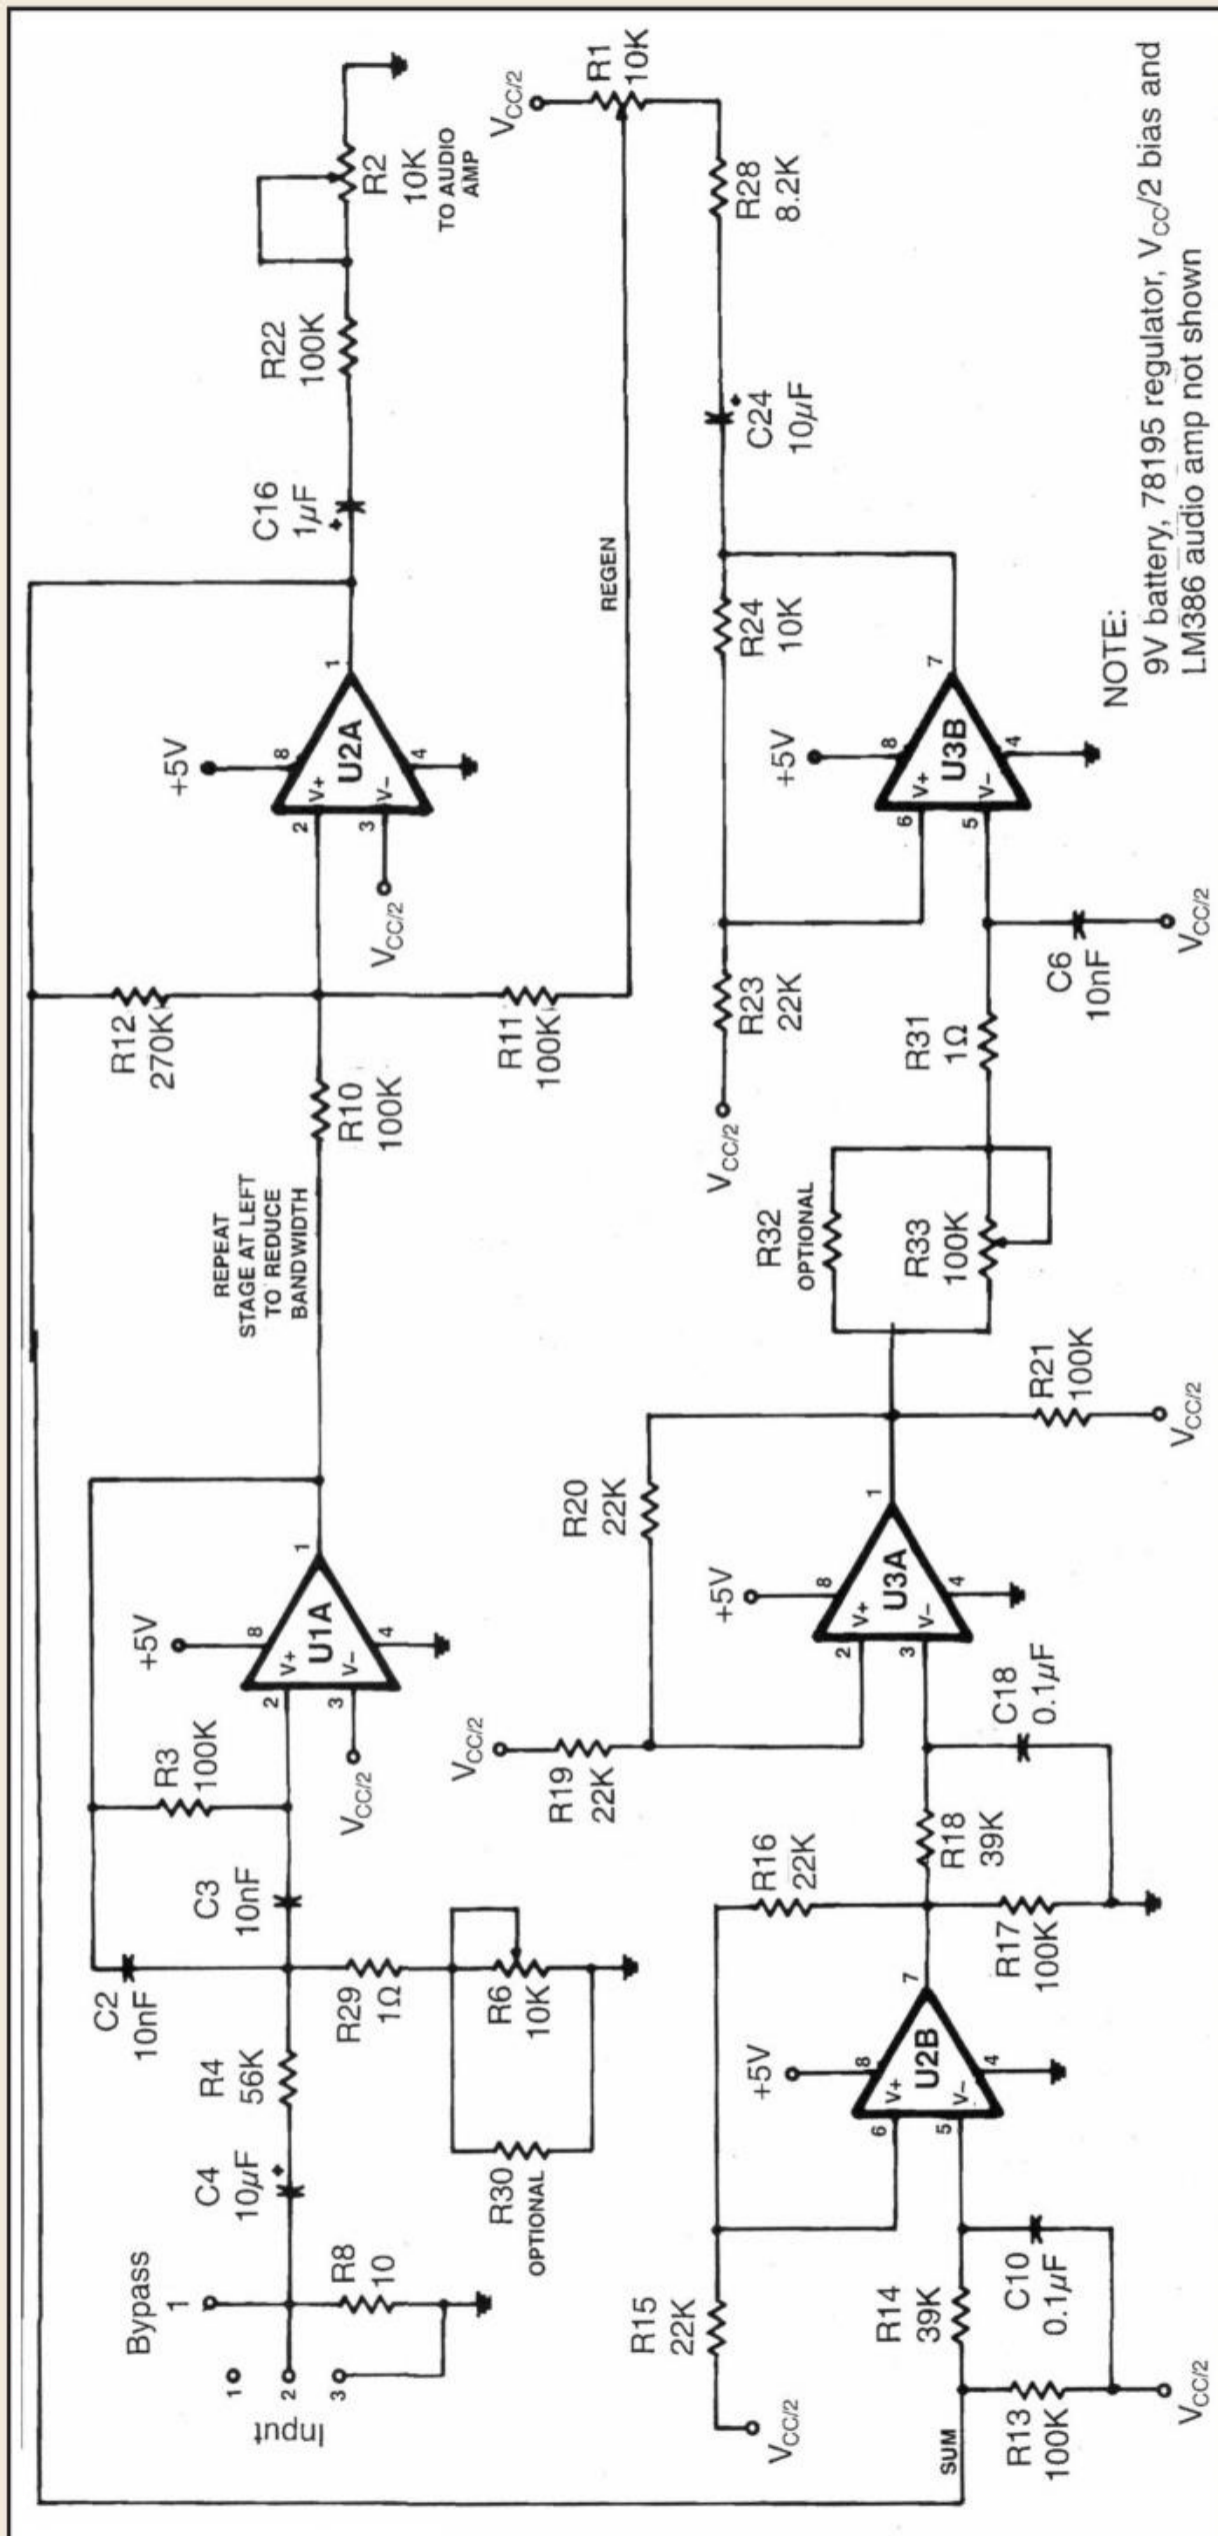 Bypass
1
Input
1
2
3
R8
10
C4
10µF
+
R4
56K
C2
10nF
C3
10nF
R3
100K
R29
1Ω
R6
10K
R30
OPTIONAL
+5V
8
2
V+
U1A
V-
3
4
1
VCC/2
REPEAT
STAGE AT LEFT
TO REDUCE
BANDWIDTH
R10
100K
R12
270K
R11
100K
+5V
8
2
V+
U2A
V-
3
4
1
VCC/2
C16
1µF
+
R22
100K
R2
10K
TO AUDIO
AMP
REGEN
VCC/2
R1
10K
R28
8.2K
C24
10µF
+
SUM
R13
100K
VCC/2
R14
39K
C10
0.1µF
R15
22K
VCC/2
+5V
8
6
V+
U2B
V-
5
4
7
R16
22K
R17
100K
R18
39K
C18
0.1µF
VCC/2
R19
22K
R20
22K
+5V
8
2
V+
U3A
V-
3
4
1
R21
100K
VCC/2
R32
OPTIONAL
R33
100K
R31
1Ω
C6
10nF
VCC/2
VCC/2
R23
22K
R24
10K
+5V
8
6
V+
U3B
V-
5
4
7
NOTE:
9V battery, 78195 regulator, VCC/2 bias and
LM386 audio amp not shown